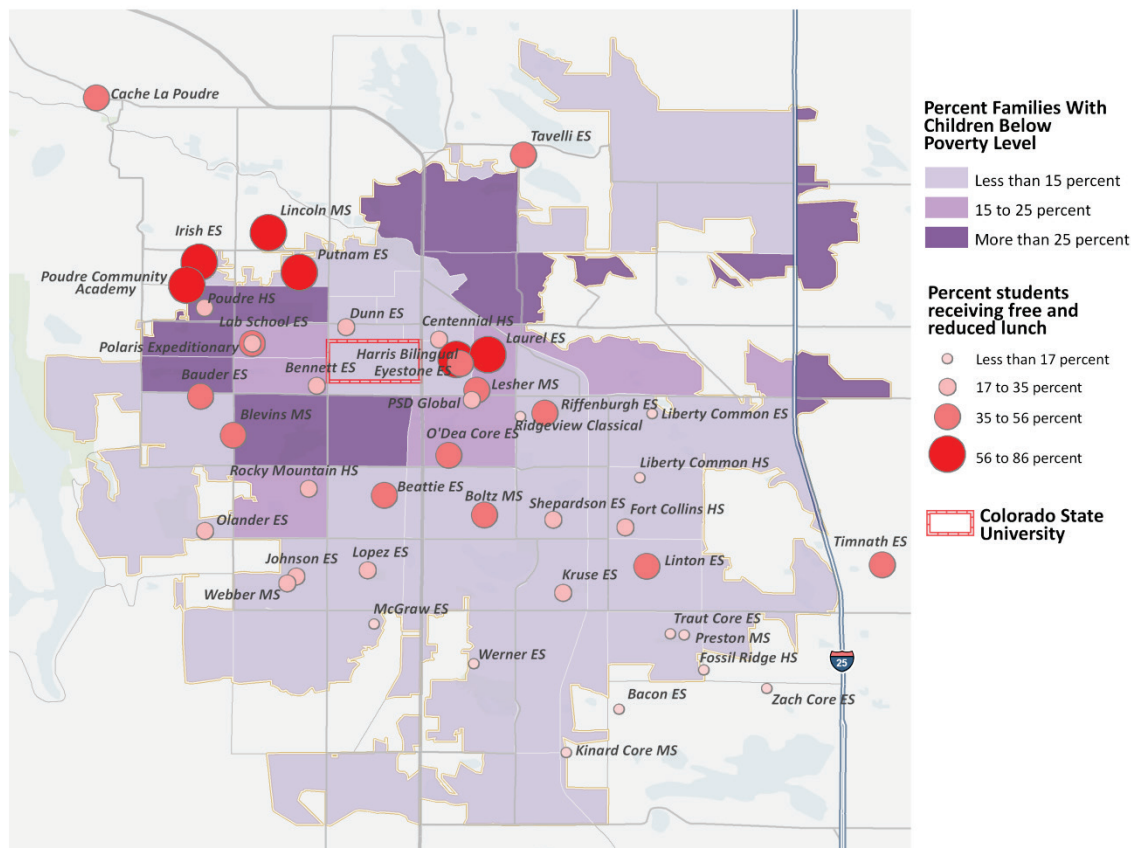 Cache La Poudre
Tavelli ES
Lincoln MS
Irish ES
Putnam ES
Poudre Community
Academy
Poudre HS
Lab School ES
Dunn ES
Centennial HS
Laurel ES
Polaris Expeditionary
Harris Bilingual
Eyestone ES
Bennett ES
Bauder ES
Lesher MS
PSD Global
Riffenburgh ES
Liberty Common ES
Ridgeview Classical
Blevins MS
O'Dea Core ES
Liberty Common HS
Rocky Mountain HS
Beattie ES
Boltz MS
Shepardson ES
Fort Collins HS
Olander ES
Timnath ES
Johnson ES
Lopez ES
Linton ES
Kruse ES
Webber MS
McGraw ES
Traut Core ES
Preston MS
Werner ES
Fossil Ridge HS
25
Bacon ES
Zach Core ES
Kinard Core MS
Percent Families With
Children Below
Poverty Level
Less than 15 percent
15 to 25 percent
More than 25 percent
Percent students
receiving free and
reduced lunch
Less than 17 percent
17 to 35 percent
35 to 56 percent
56 to 86 percent
Colorado State
University